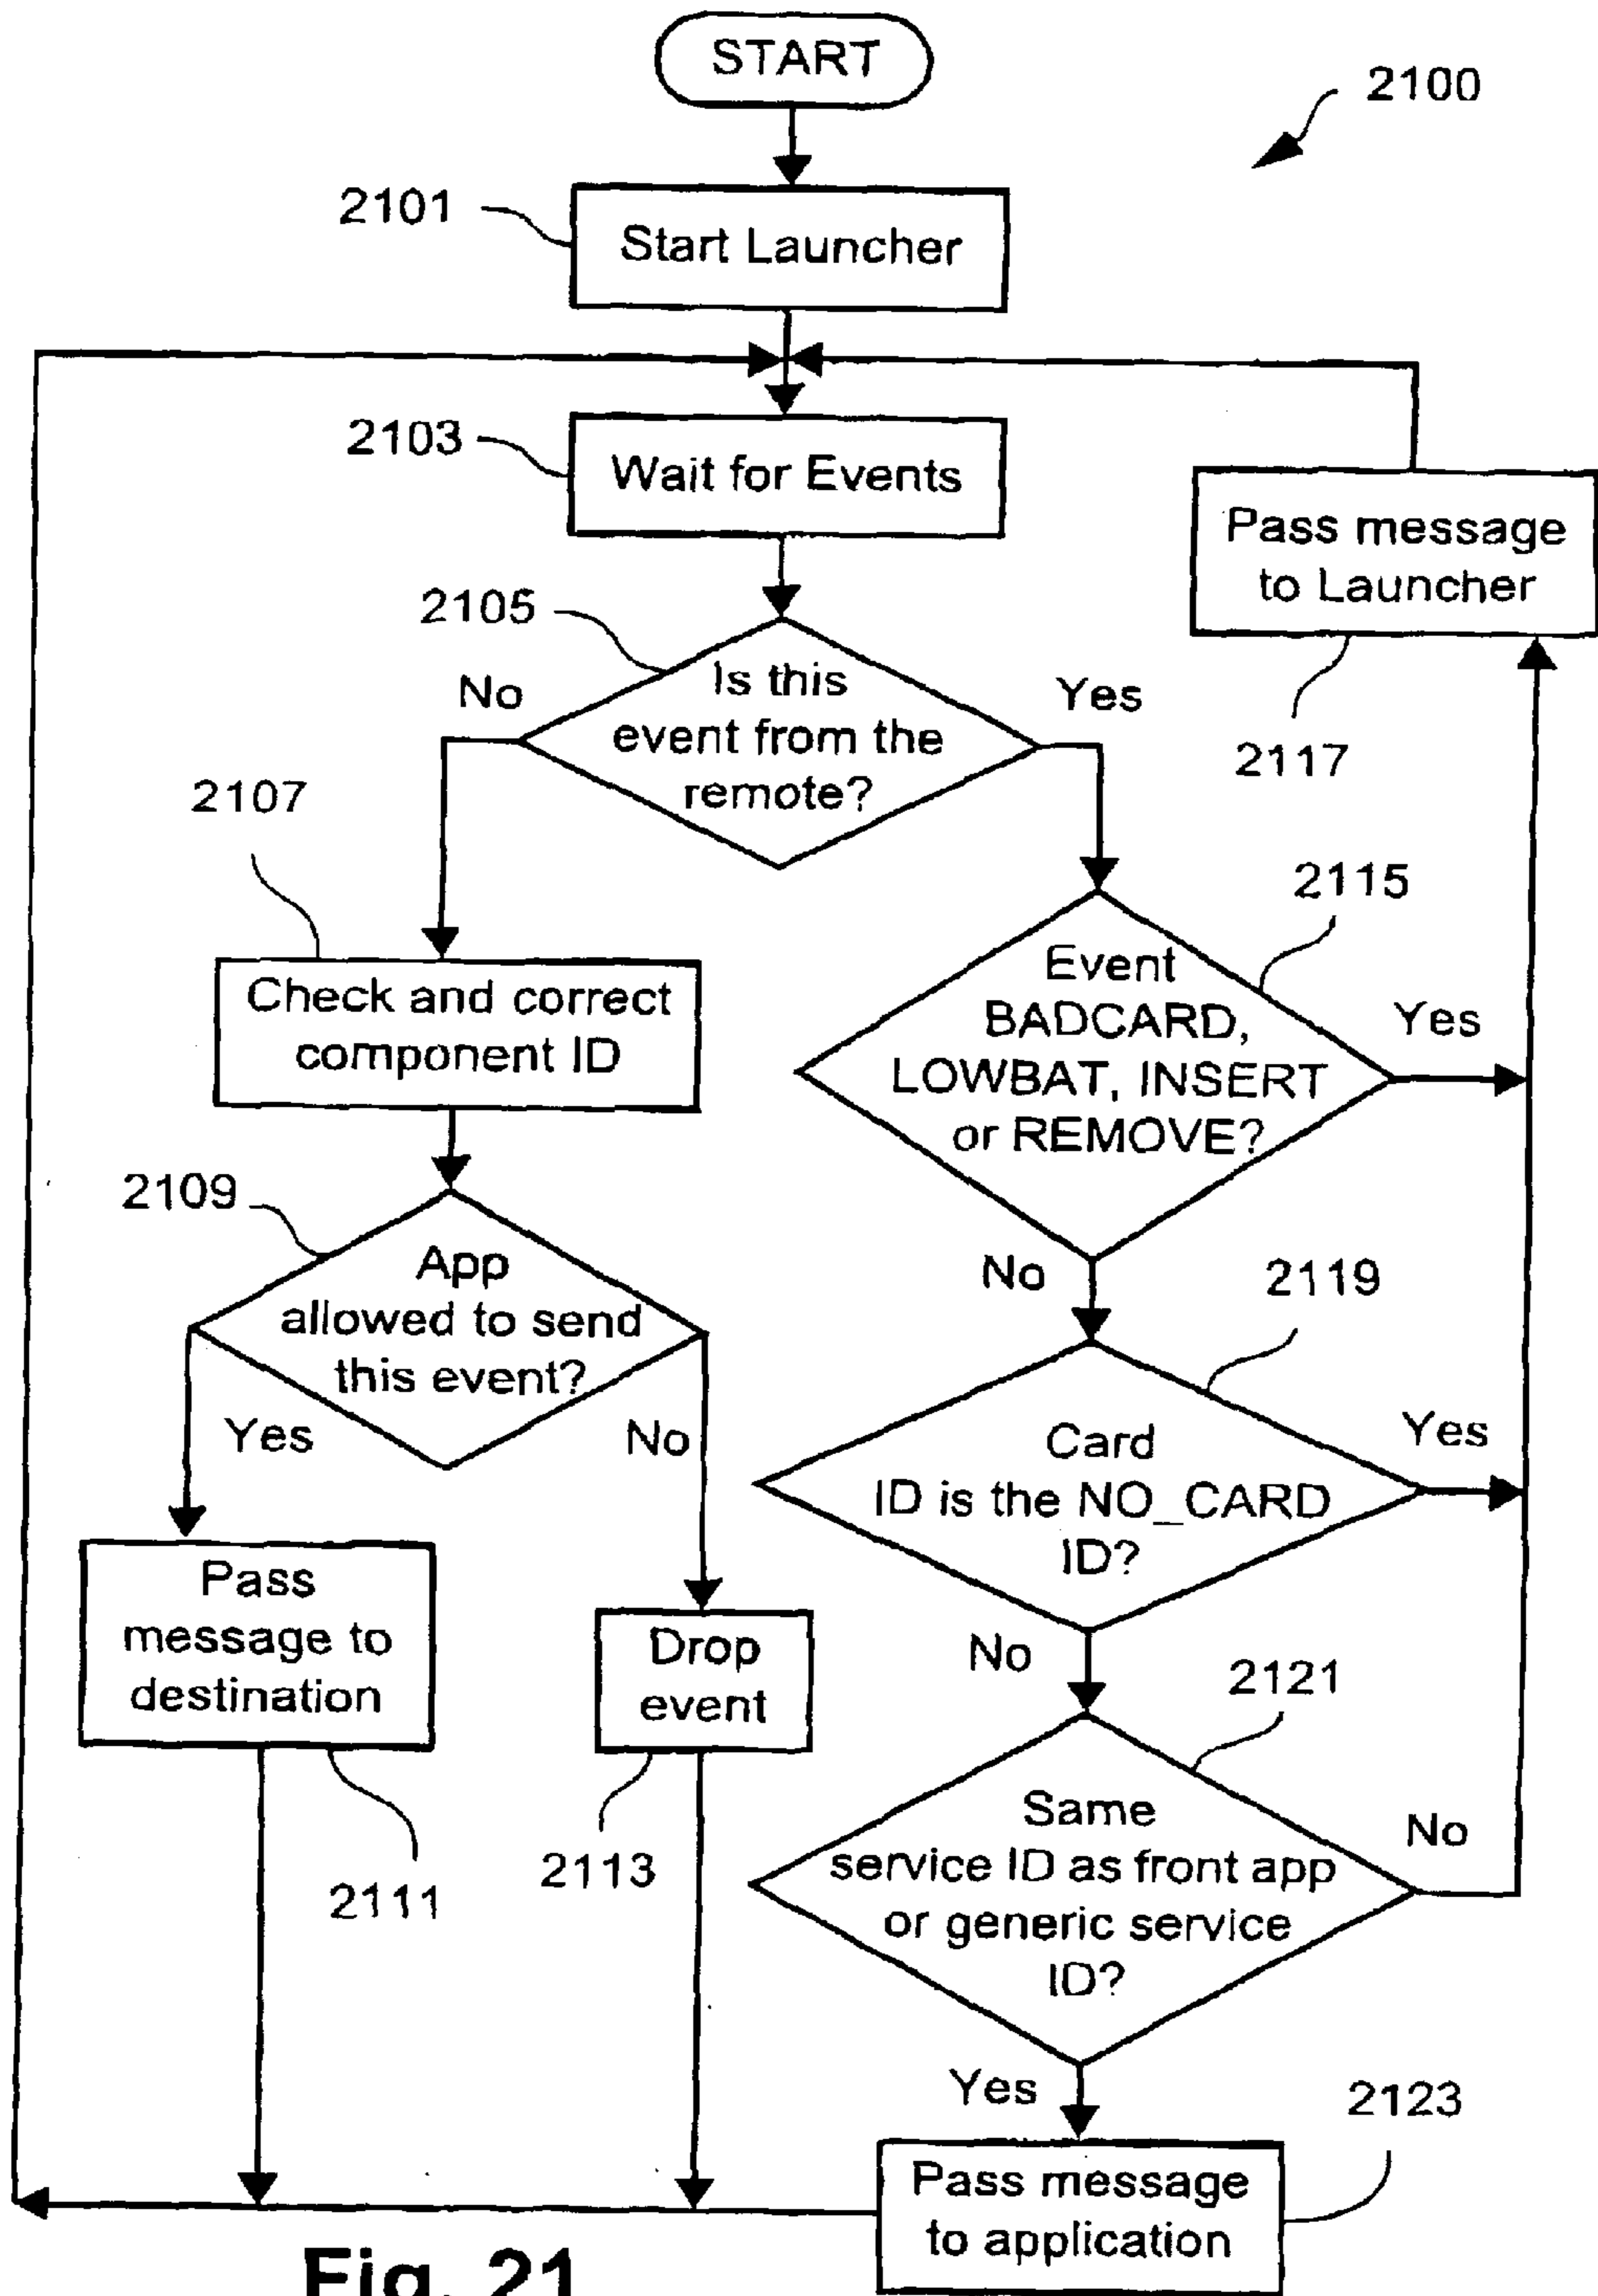 START
2100
2101
Start Launcher
2103
Wait for Events
Pass message
to Launcher
2117
2105
No
Is this
event from the
remote?
Yes
2107
Check and correct
component ID
2115
Event
BADCARD,
LOWBAT, INSERT
or REMOVE?
Yes
No
2109
App
allowed to send
this event?
Yes
No
2119
Card
ID is the NO_CARD
ID?
Yes
No
Pass
message to
destination
2111
Drop
event
2113
2121
Same
service ID as front app
or generic service
ID?
No
Yes
2123
Pass message
to application
Fig. 21